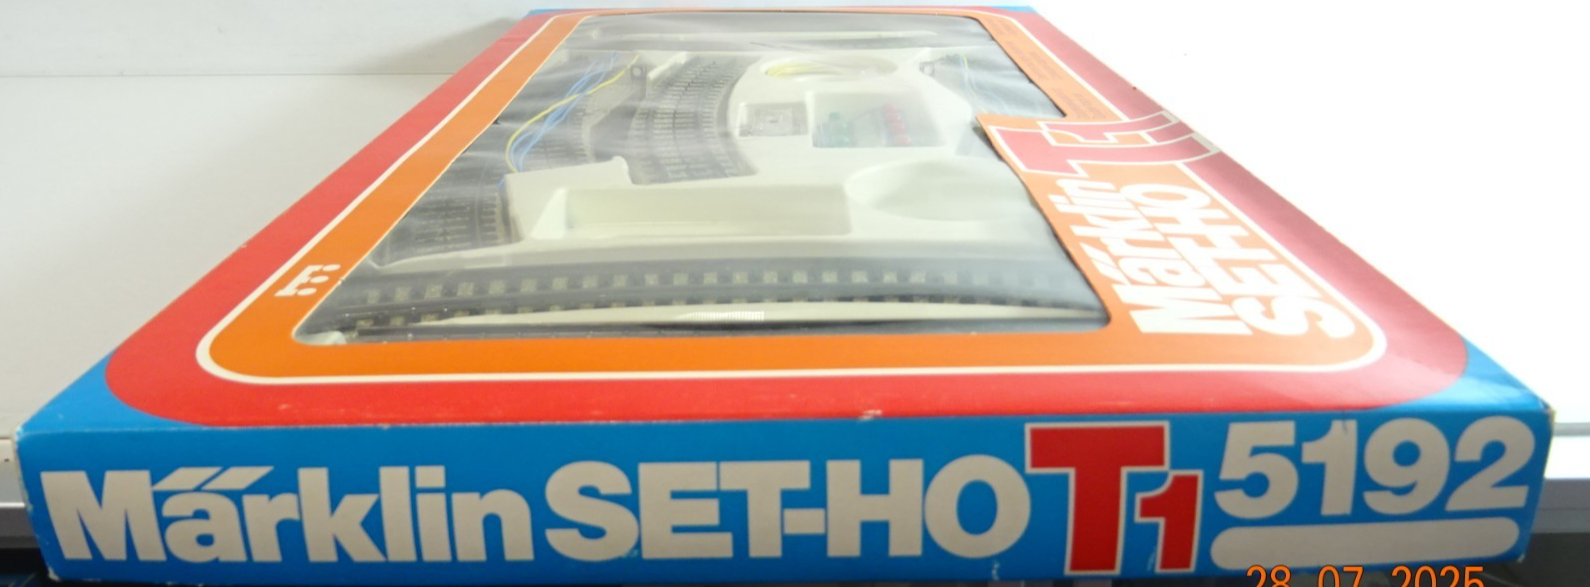 Märklin
SET-HO
T1
Märklin SET-HO T1 5192
28 07 2025